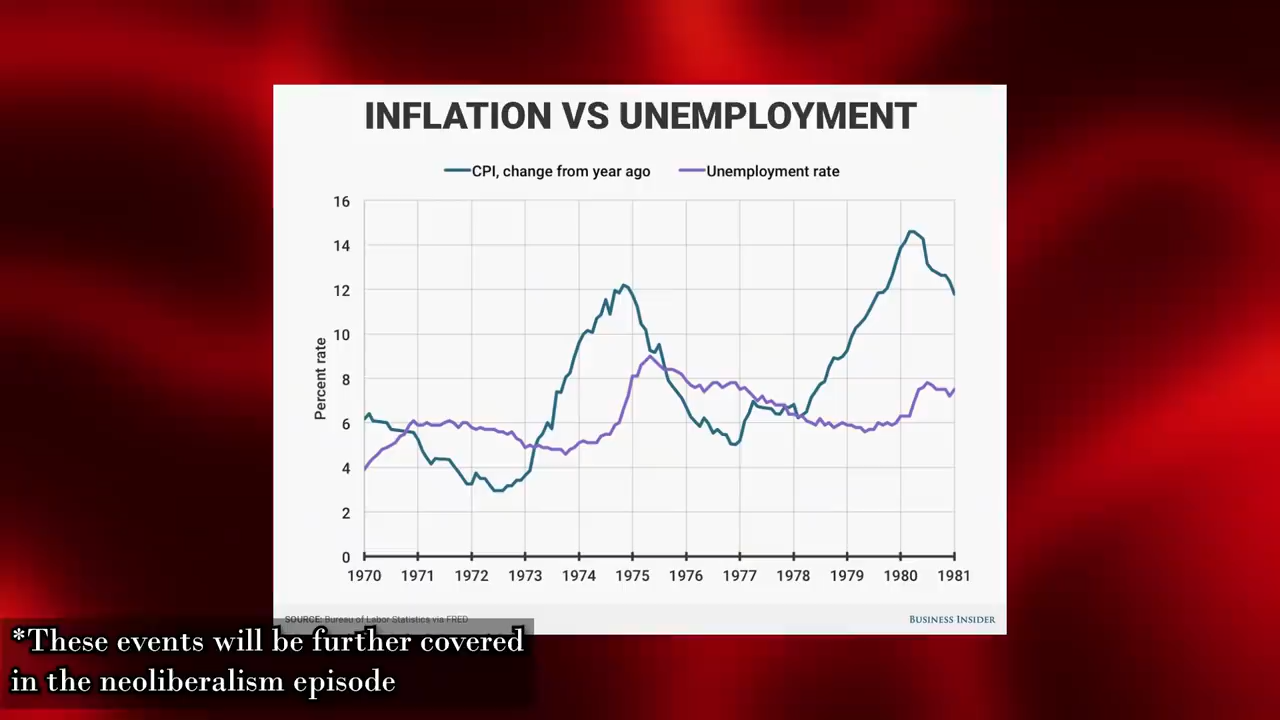 INFLATION VS UNEMPLOYMENT
CPI, change from year ago Unemployment rate
Percent rate
16
14
12
10
8
6
4
2
0
1970 1971 1972 1973 1974 1975 1976 1977 1978 1979 1980 1981
SOURCE: Bureau of Labor Statistics via FRED
BUSINESS INSIDER
*These events will be further covered
in the neoliberalism episode